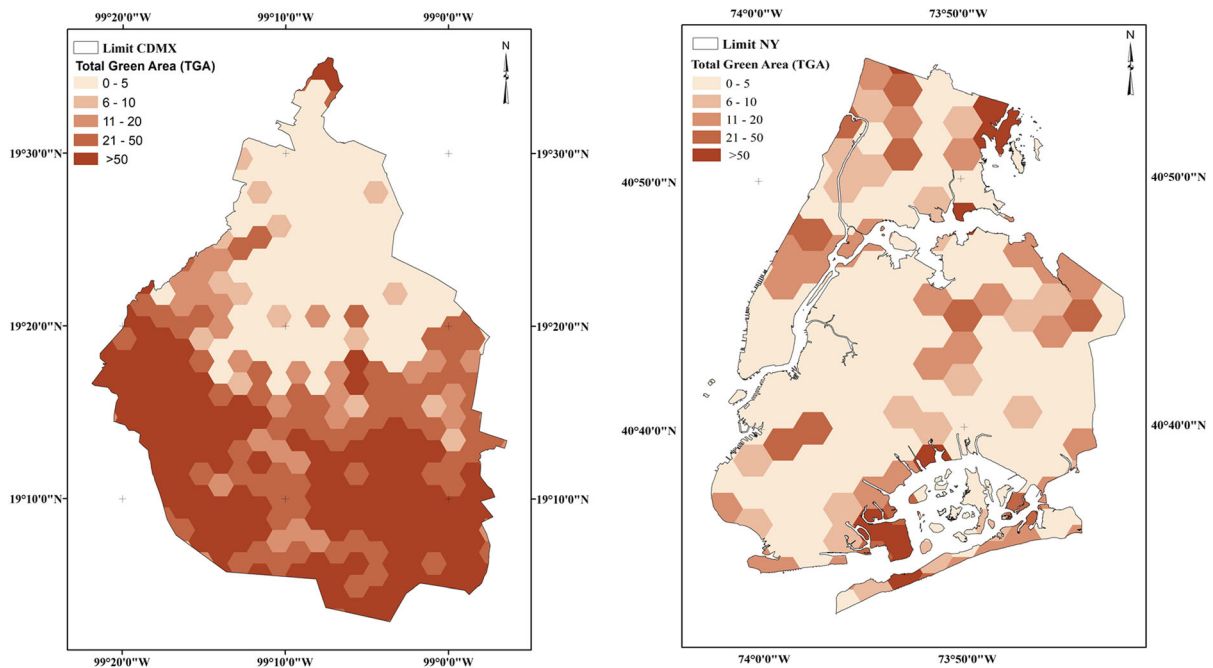 99°20'0"W 99°10'0"W 99°0'0"W
Limit CDMX
Total Green Area (TGA)
0 - 5
6 - 10
11 - 20
21 - 50
>50
N
19°30'0"N 19°30'0"N
19°20'0"N 19°20'0"N
19°10'0"N 19°10'0"N
99°20'0"W 99°10'0"W 99°0'0"W
74°0'0"W 73°50'0"W
Limit NY
Total Green Area (TGA)
0 - 5
6 - 10
11 - 20
21 - 50
>50
N
40°50'0"N 40°50'0"N
40°40'0"N 40°40'0"N
74°0'0"W 73°50'0"W